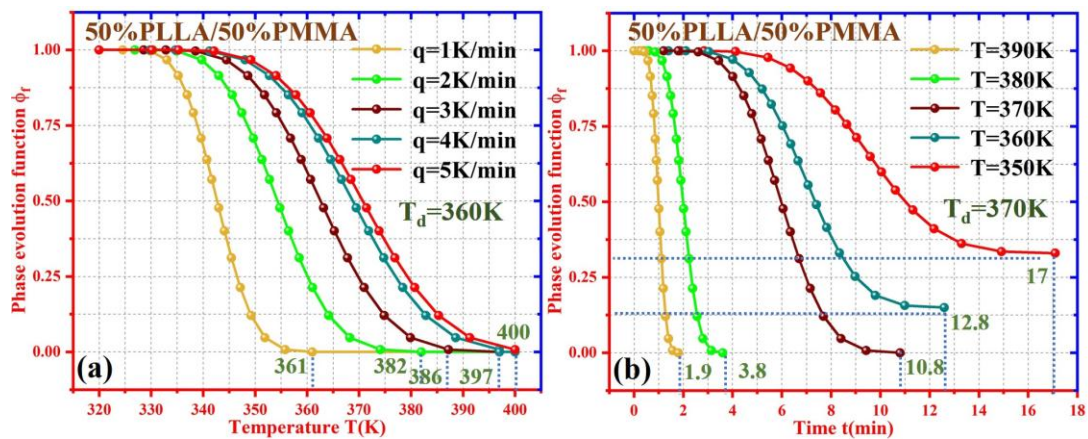 50%PLLA/50%PMMA
1.00
0.75
0.50
0.25
0.00
Phase evolution function ϕf
q=1K/min
q=2K/min
q=3K/min
q=4K/min
q=5K/min
Td=360K
400
361
382
386
397
(a)
320 330 340 350 360 370 380 390 400
Temperature T(K)
50%PLLA/50%PMMA
1.00
0.75
0.50
0.25
0.00
Phase evolution function ϕf
T=390K
T=380K
T=370K
T=360K
T=350K
Td=370K
17
12.8
1.9
3.8
10.8
(b)
0 2 4 6 8 10 12 14 16 18
Time t(min)